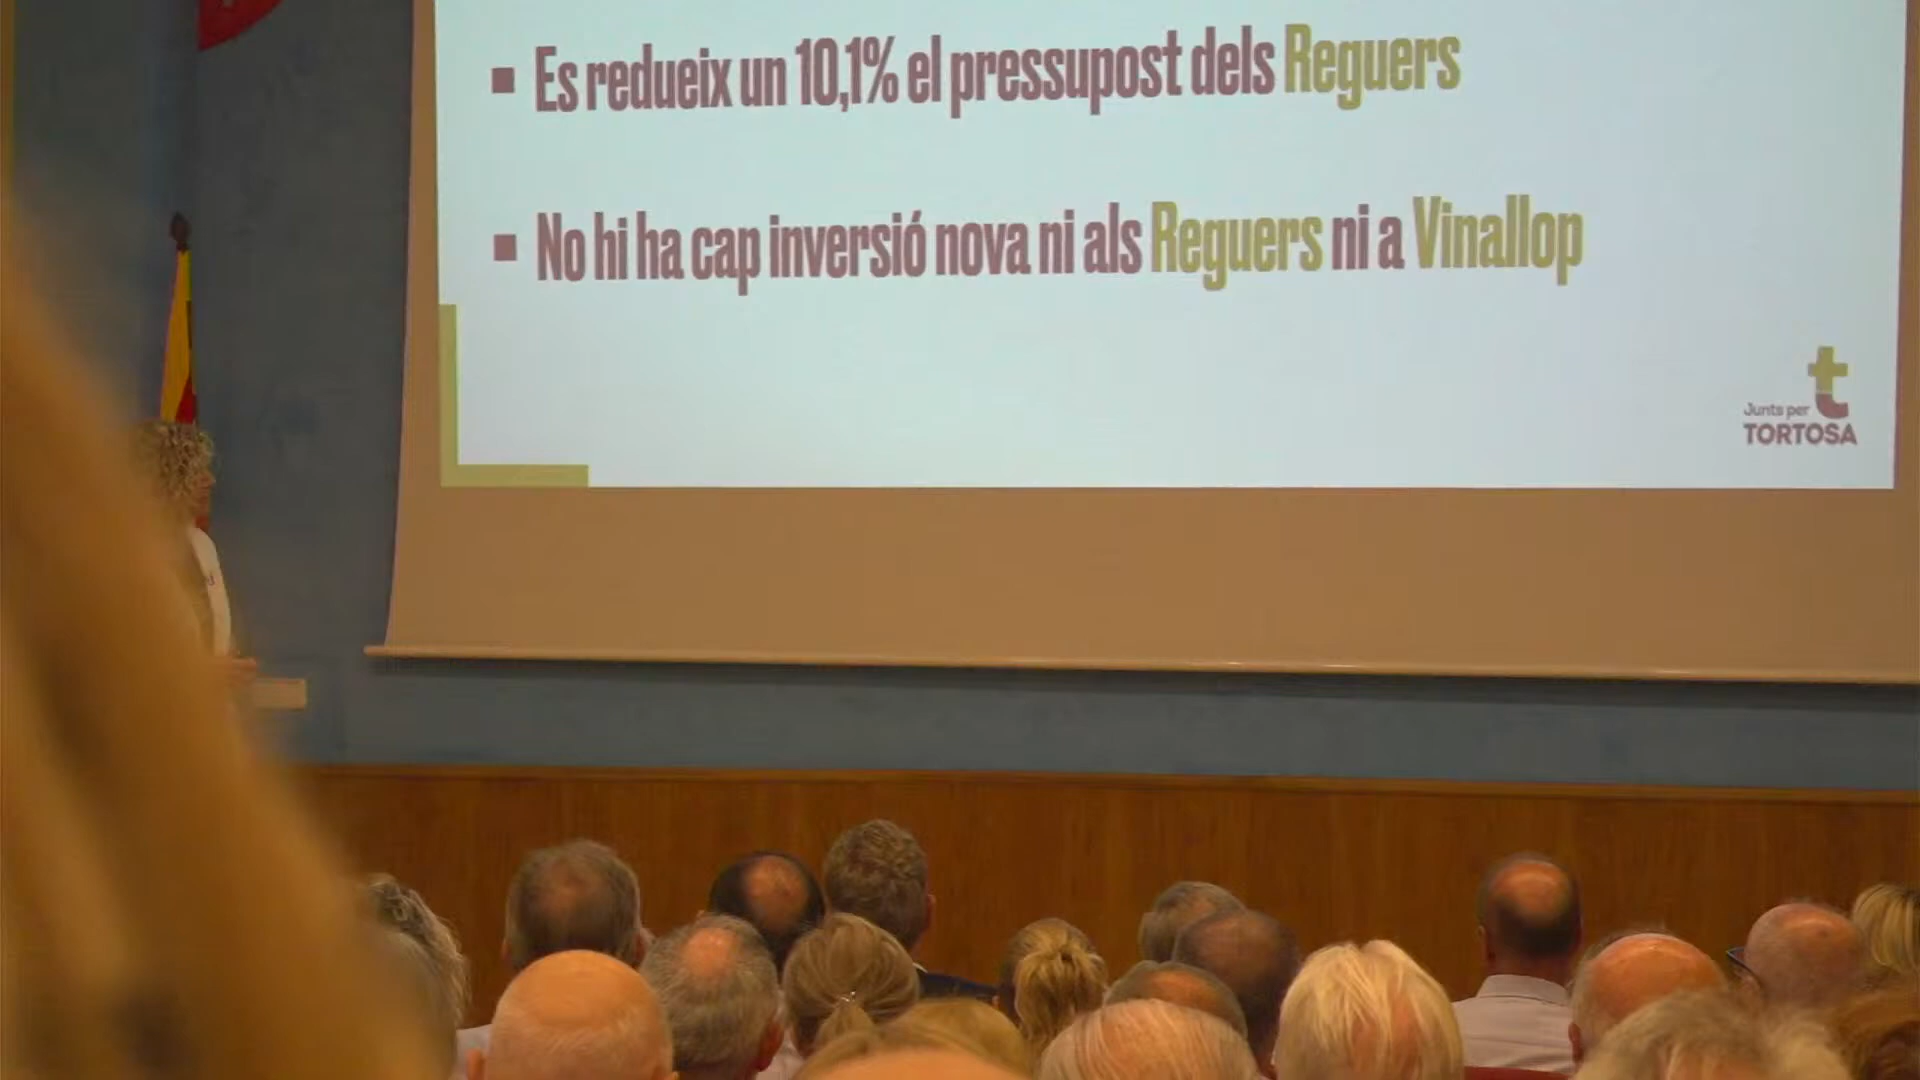 ▪ Es redueix un 10,1% el pressupost dels Reguers
▪ No hi ha cap inversió nova ni als Reguers ni a Vinallop
t
Junts per
TORTOSA